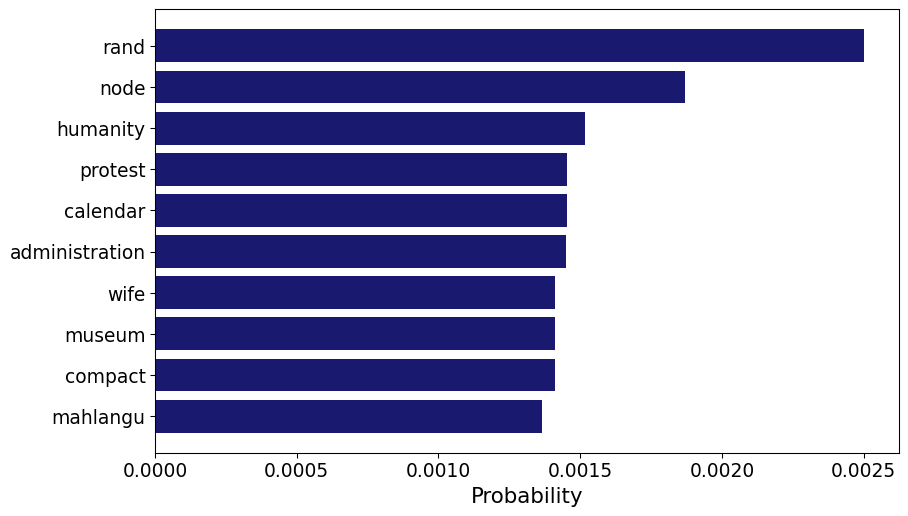 rand
node
humanity
protest
calendar
administration
wife
museum
compact
mahlangu
0.0000 0.0005 0.0010 0.0015 0.0020 0.0025
Probability